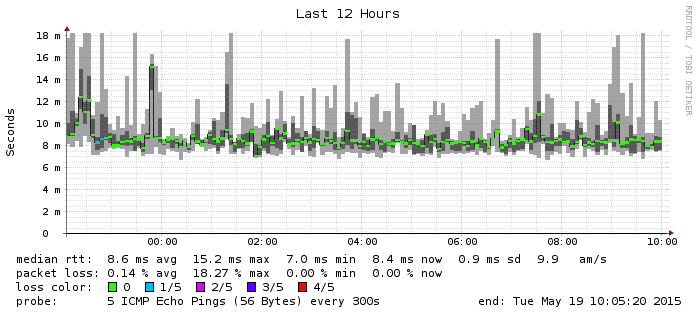 Last 12 Hours
RRDTOOL / TOBI OETIKER
Seconds
18 m
16 m
14 m
12 m
10 m
8 m
6 m
4 m
2 m
0
00:00 02:00 04:00 06:00 08:00 10:00
median rtt: 8.6 ms avg 15.2 ms max 7.0 ms min 8.4 ms now 0.9 ms sd 9.9 am/s
packet loss: 0.14 % avg 18.27 % max 0.00 % min 0.00 % now
loss color: 0 1/5 2/5 3/5 4/5
probe: 5 ICMP Echo Pings (56 Bytes) every 300s end: Tue May 19 10:05:20 2015